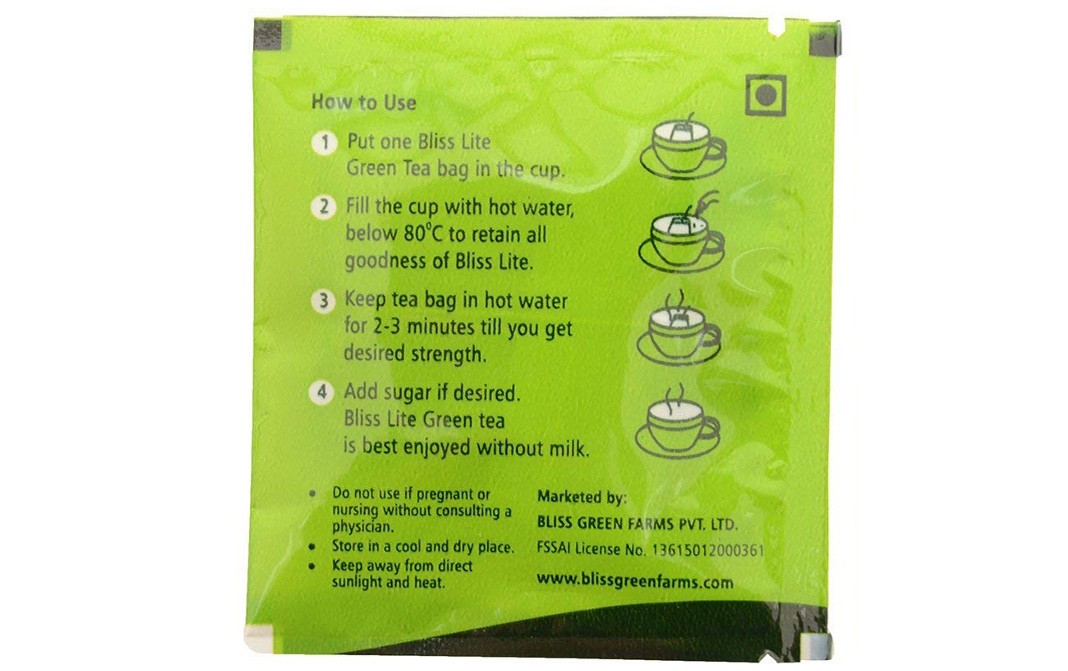 How to Use
1 Put one Bliss Lite
Green Tea bag in the cup.
2 Fill the cup with hot water,
below 80°C to retain all
goodness of Bliss Lite.
3 Keep tea bag in hot water
for 2-3 minutes till you get
desired strength.
4 Add sugar if desired.
Bliss Lite Green tea
is best enjoyed without milk.
• Do not use if pregnant or
nursing without consulting a
physician.
• Store in a cool and dry place.
• Keep away from direct
sunlight and heat.
Marketed by:
BLISS GREEN FARMS PVT. LTD.
FSSAI License No. 13615012000361
www.blissgreenfarms.com